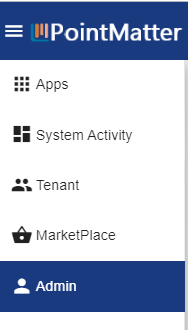 PointMatter
Apps
System Activity
Tenant
MarketPlace
Admin